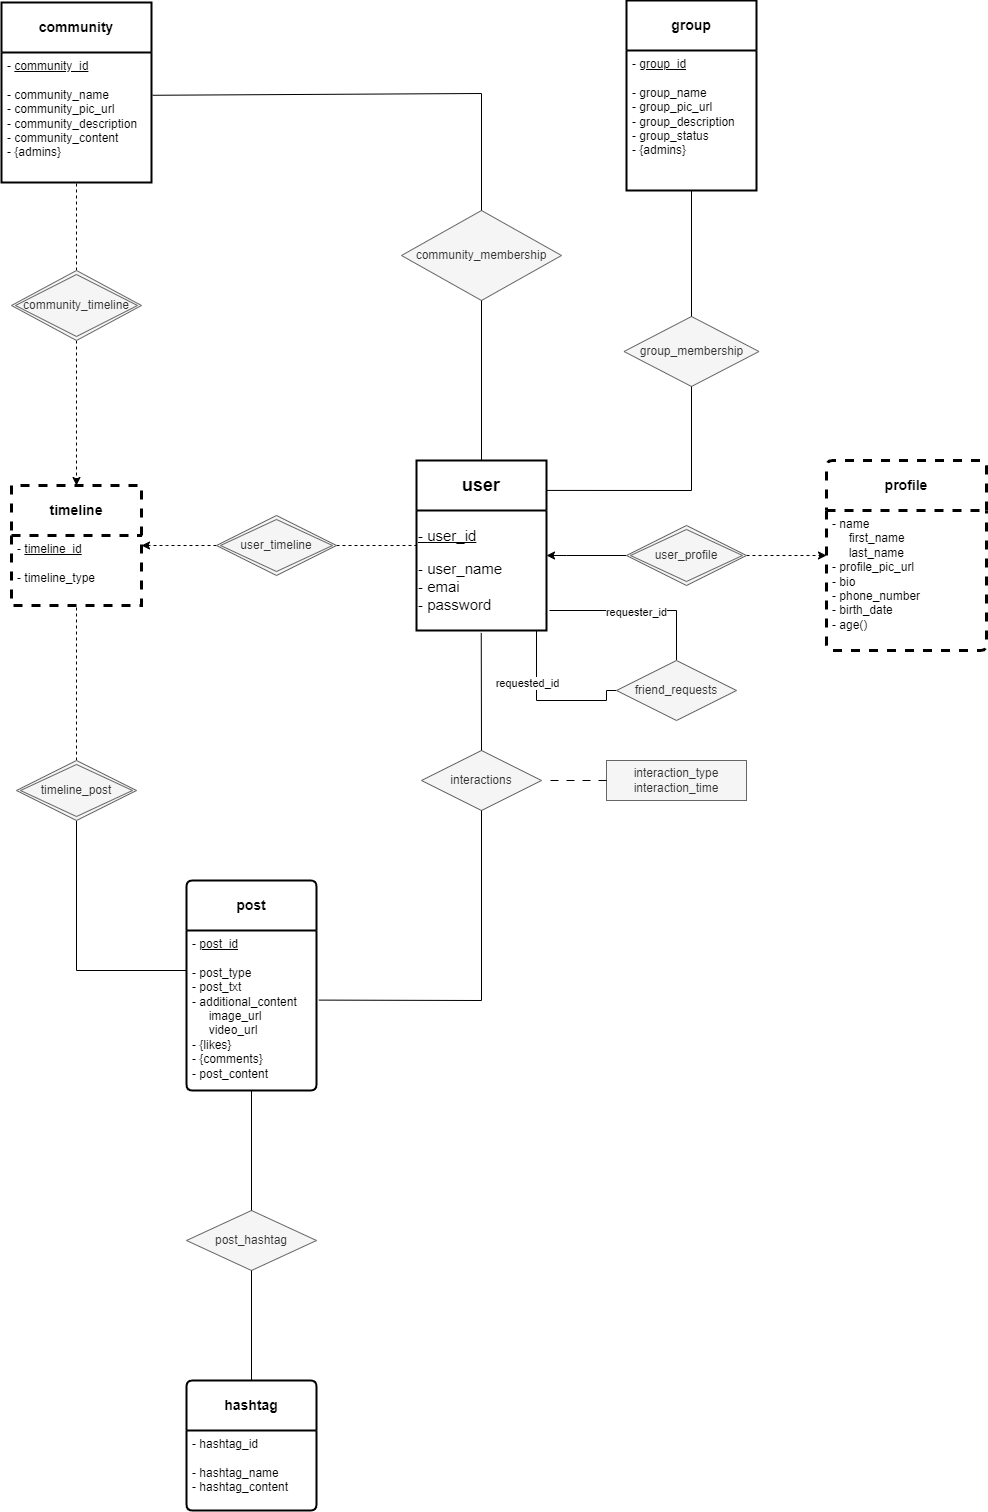 community
- community_id
- community_name
- community_pic_url
- community_description
- community_content
- {admins}
group
- group_id
- group_name
- group_pic_url
- group_description
- group_status
- {admins}
community_membership
community_timeline
group_membership
timeline
- timeline_id
- timeline_type
user_timeline
user
- user_id
- user_name
- emai
- password
user_profile
profile
- name
first_name
last_name
- profile_pic_url
- bio
- phone_number
- birth_date
- age()
requester_id
requested_id
friend_requests
timeline_post
interactions
interaction_type
interaction_time
post
- post_id
- post_type
- post_txt
- additional_content
image_url
video_url
- {likes}
- {comments}
- post_content
post_hashtag
hashtag
- hashtag_id
- hashtag_name
- hashtag_content